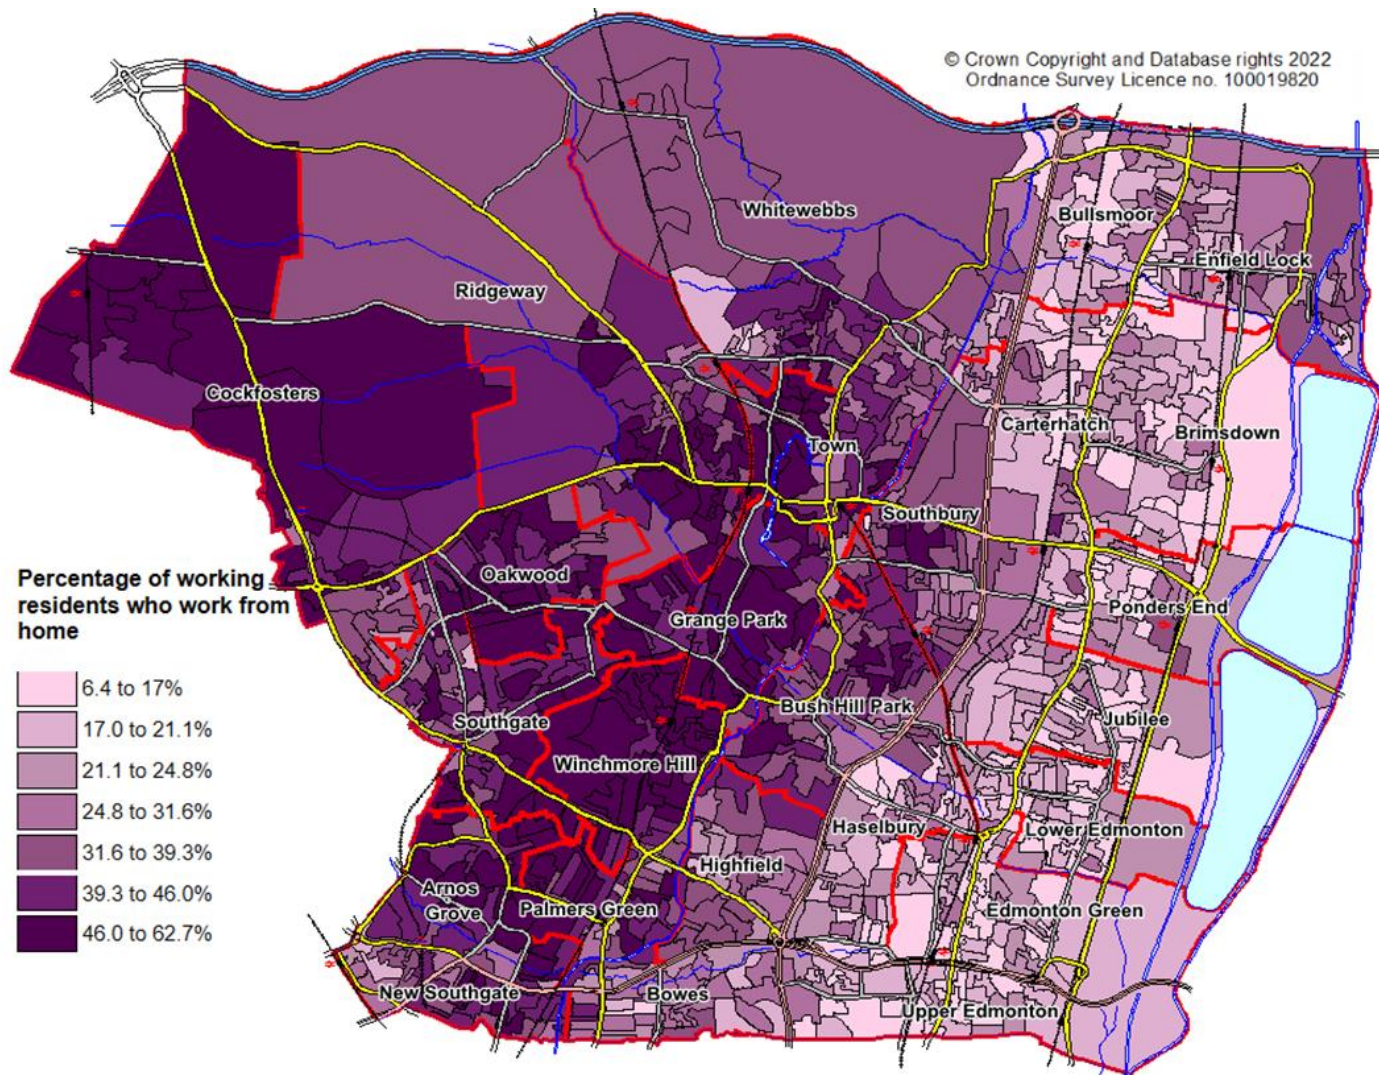 © Crown Copyright and Database rights 2022
Ordnance Survey Licence no. 100019820
Whitewebbs
Bullsmoor
Enfield Lock
Ridgeway
Cockfosters
Carterhatch
Brimsdown
Town
Southbury
Oakwood
Grange Park
Ponders End
Bush Hill Park
Jubilee
Southgate
Winchmore Hill
Haselbury
Lower Edmonton
Highfield
Arnos
Grove
Palmers Green
Edmonton Green
New Southgate
Bowes
Upper Edmonton
Percentage of working
residents who work from
home
6.4 to 17%
17.0 to 21.1%
21.1 to 24.8%
24.8 to 31.6%
31.6 to 39.3%
39.3 to 46.0%
46.0 to 62.7%